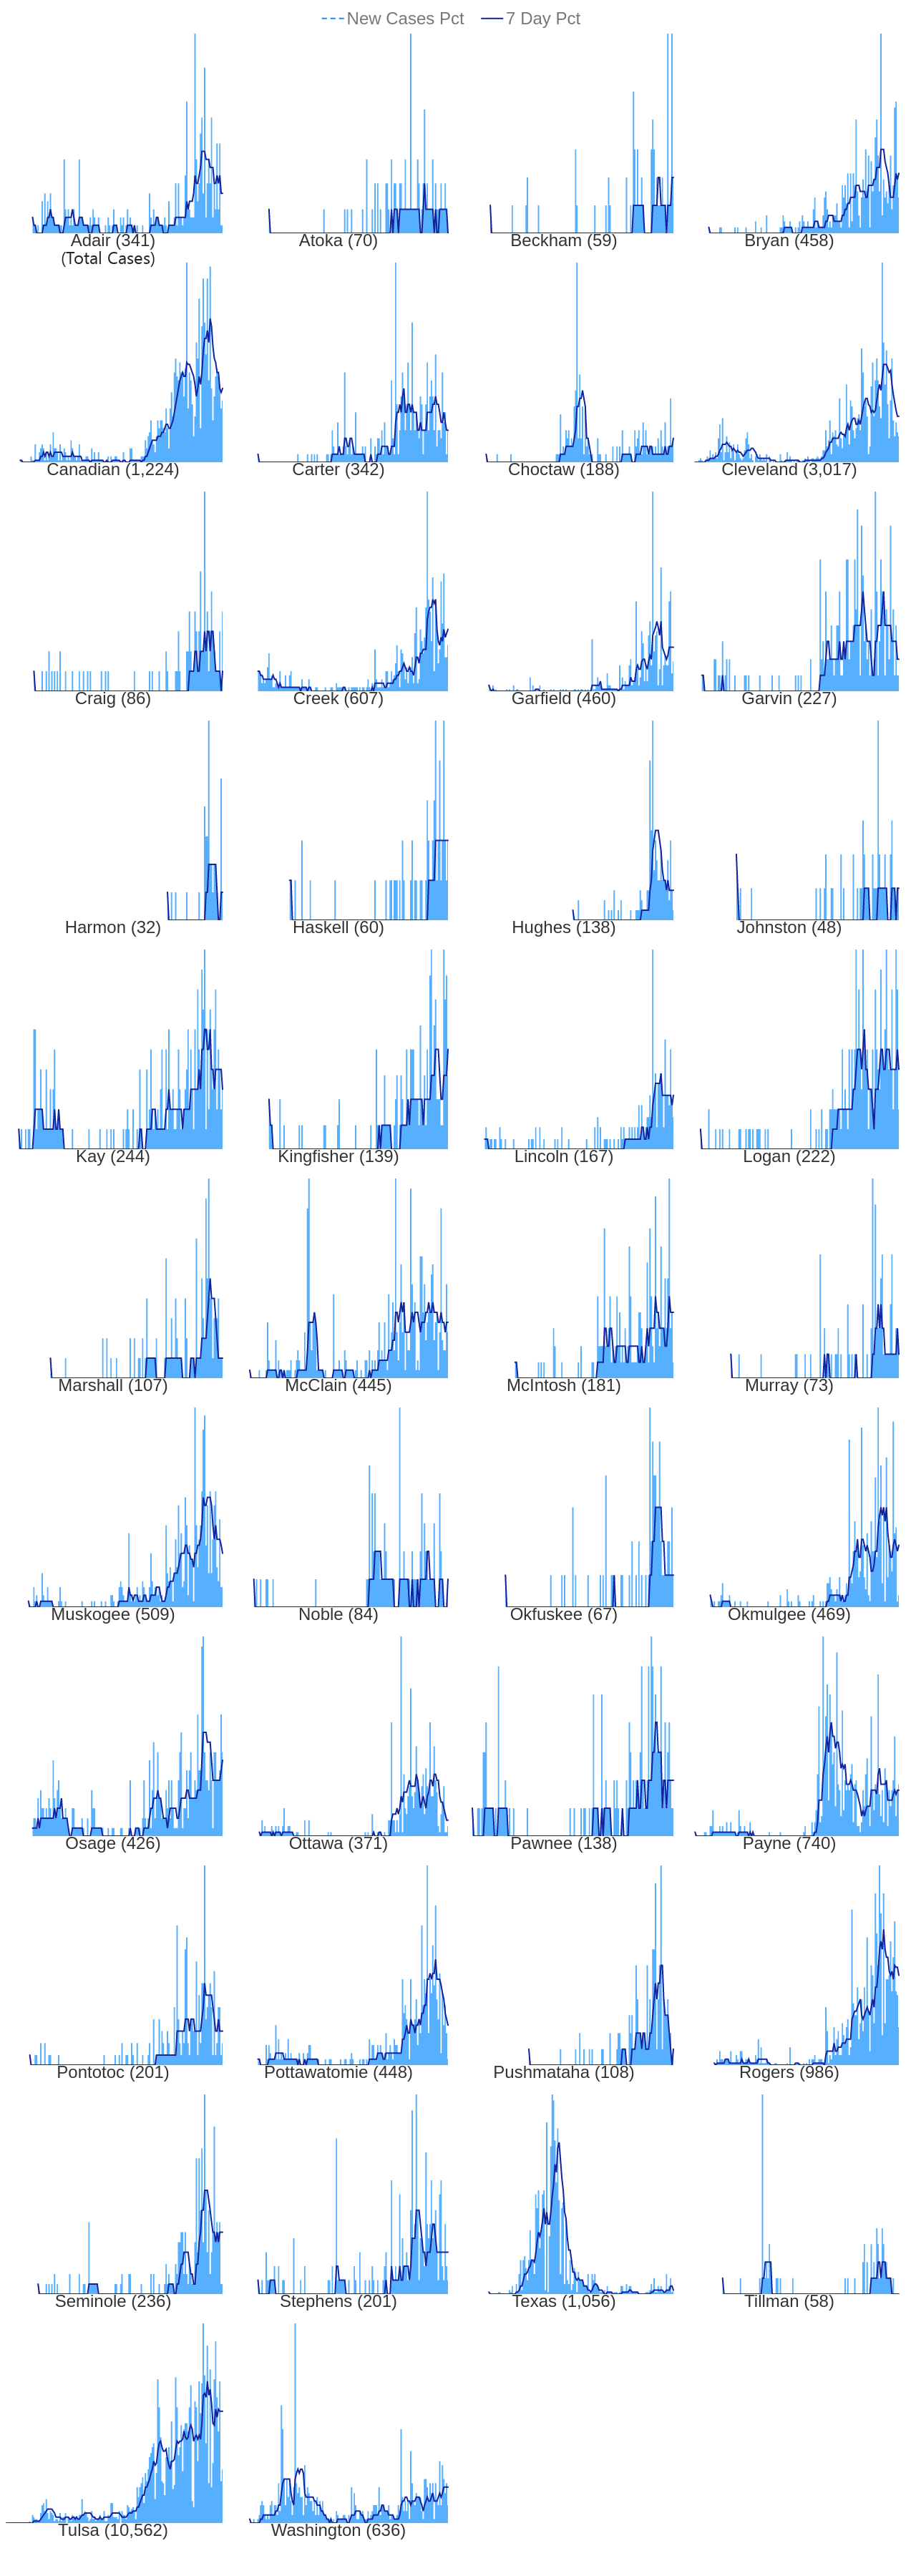 New Cases Pct 7 Day Pct
Adair (341) Atoka (70) Beckham (59) Bryan (458)
(Total Cases)
Canadian (1,224) Carter (342) Choctaw (188) Cleveland (3,017)
Craig (86) Creek (607) Garfield (460) Garvin (227)
Harmon (32) Haskell (60) Hughes (138) Johnston (48)
Kay (244) Kingfisher (139) Lincoln (167) Logan (222)
Marshall (107) McClain (445) McIntosh (181) Murray (73)
Muskogee (509) Noble (84) Okfuskee (67) Okmulgee (469)
Osage (426) Ottawa (371) Pawnee (138) Payne (740)
Pontotoc (201) Pottawatomie (448) Pushmataha (108) Rogers (986)
Seminole (236) Stephens (201) Texas (1,056) Tillman (58)
Tulsa (10,562) Washington (636)